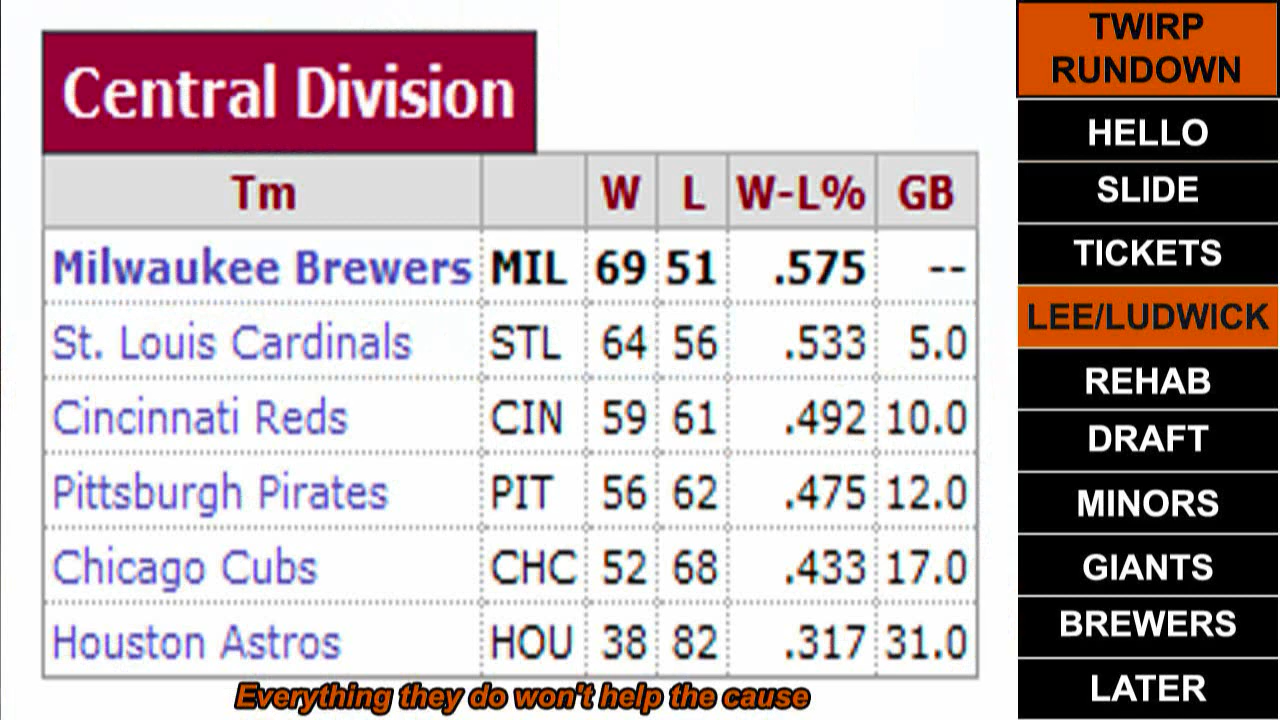 Central Division
Tm W L W-L% GB
Milwaukee Brewers MIL 69 51 .575 --
St. Louis Cardinals STL 64 56 .533 5.0
Cincinnati Reds CIN 59 61 .492 10.0
Pittsburgh Pirates PIT 56 62 .475 12.0
Chicago Cubs CHC 52 68 .433 17.0
Houston Astros HOU 38 82 .317 31.0
Everything they do won't help the cause
TWIRP
RUNDOWN
HELLO
SLIDE
TICKETS
LEE/LUDWICK
REHAB
DRAFT
MINORS
GIANTS
BREWERS
LATER